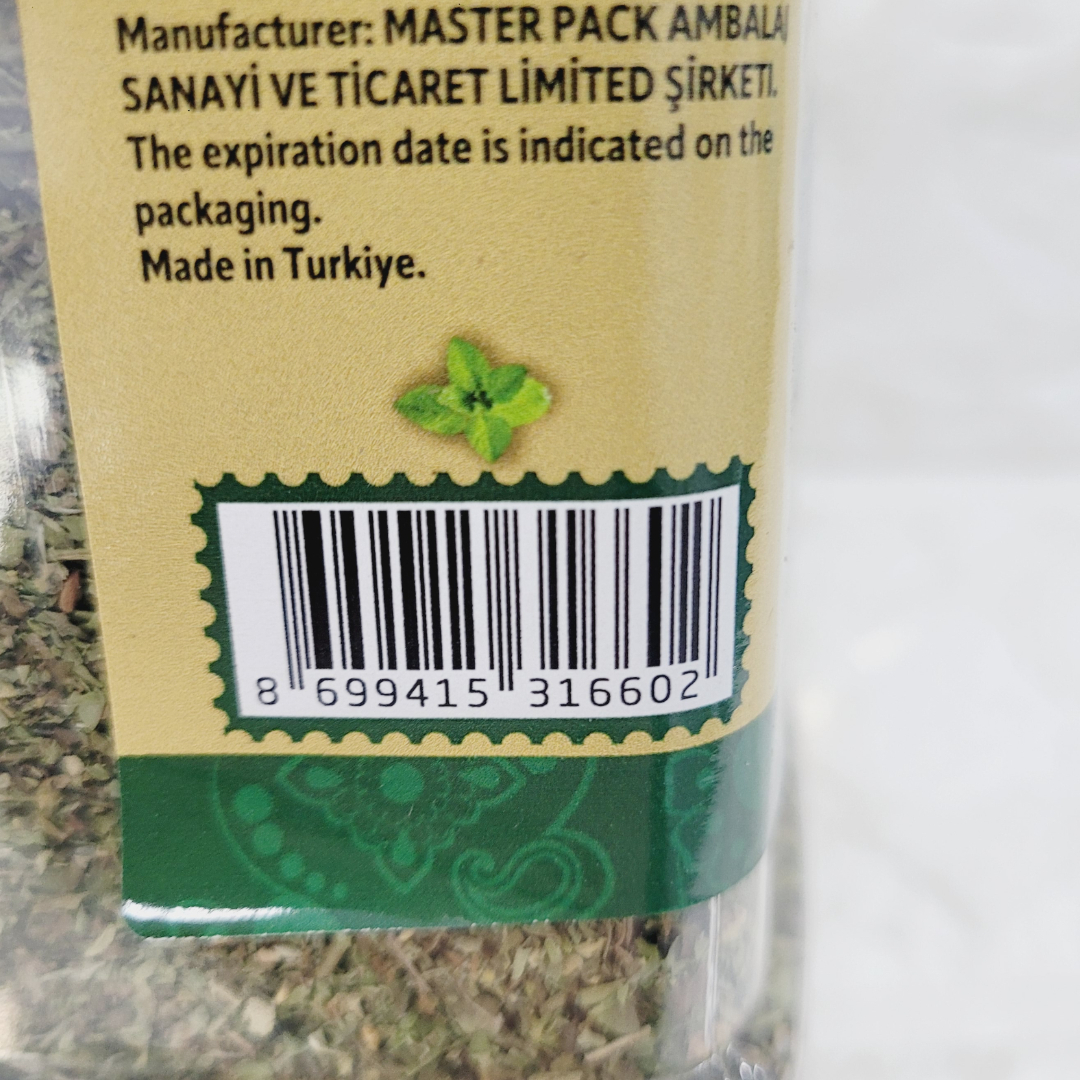 Manufacturer: MASTER PACK AMBALAJ
SANAYİ VE TİCARET LİMİTED ŞİRKETİ.
The expiration date is indicated on the
packaging.
Made in Turkiye.
8 699415 316602